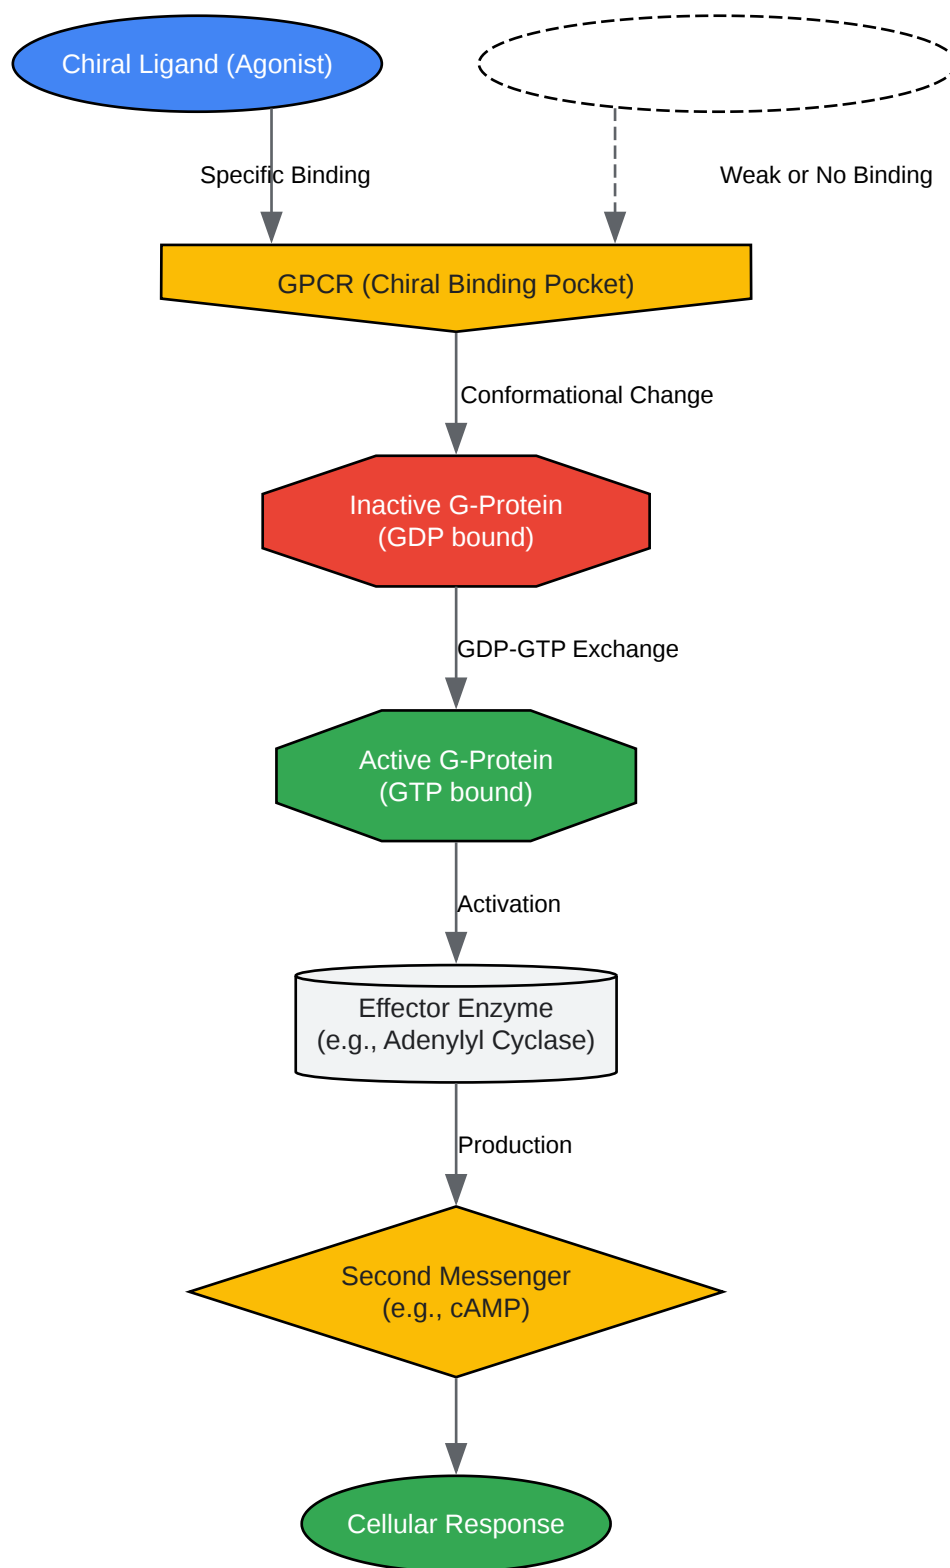 Chiral Ligand (Agonist)
Specific Binding
Weak or No Binding
GPCR (Chiral Binding Pocket)
Conformational Change
Inactive G-Protein
(GDP bound)
GDP-GTP Exchange
Active G-Protein
(GTP bound)
Activation
Effector Enzyme
(e.g., Adenylyl Cyclase)
Production
Second Messenger
(e.g., cAMP)
Cellular Response